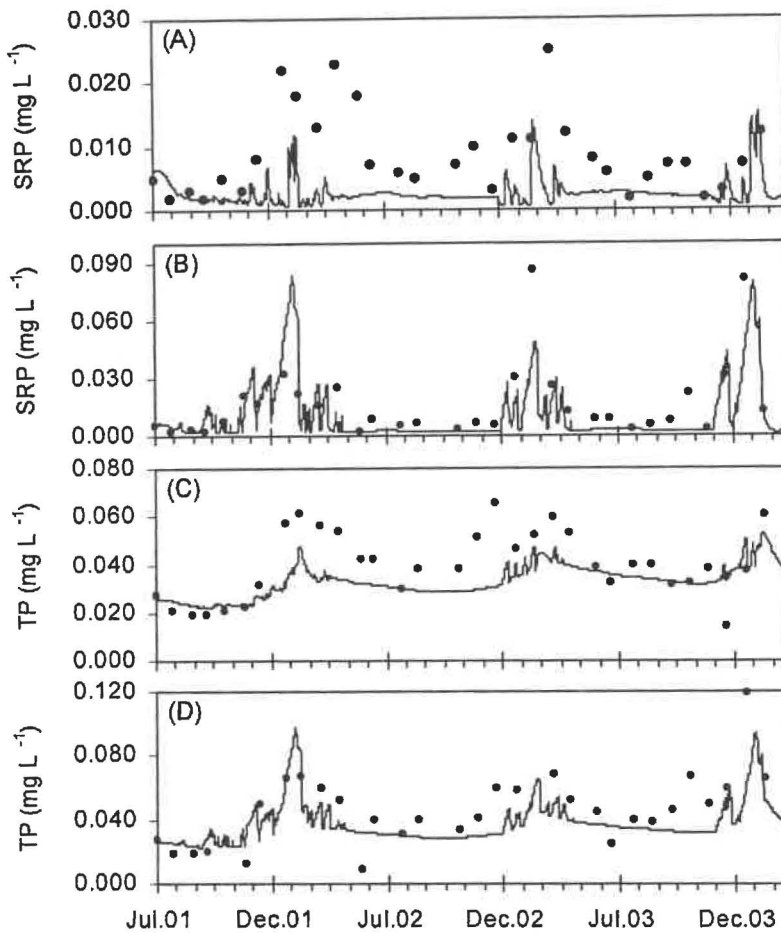 (A)
0.030
0.020
0.010
0.000
SRP (mg L -1)
(B)
0.090
0.060
0.030
0.000
SRP (mg L -1)
(C)
0.080
0.060
0.040
0.020
0.000
TP (mg L -1)
(D)
0.120
0.080
0.040
0.000
TP (mg L -1)
Jul.01 Dec.01 Jul.02 Dec.02 Jul.03 Dec.03